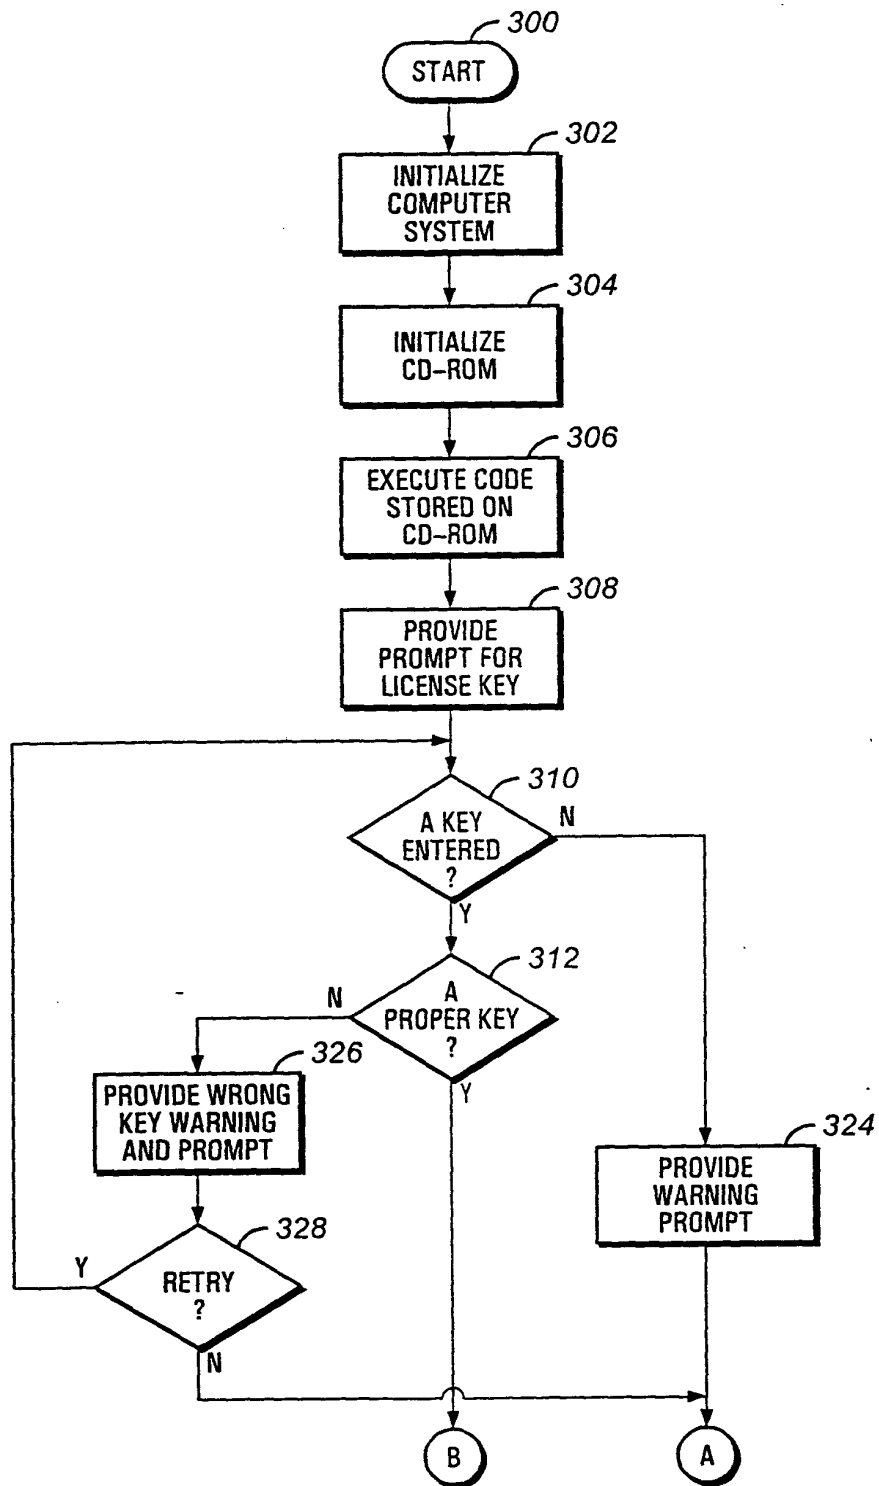 300
START
302
INITIALIZE
COMPUTER
SYSTEM
304
INITIALIZE
CD-ROM
306
EXECUTE CODE
STORED ON
CD-ROM
308
PROVIDE
PROMPT FOR
LICENSE KEY
310
A KEY
ENTERED
?
N
Y
312
A
PROPER KEY
?
N
Y
326
PROVIDE WRONG
KEY WARNING
AND PROMPT
324
PROVIDE
WARNING
PROMPT
328
RETRY
?
Y
N
B
A